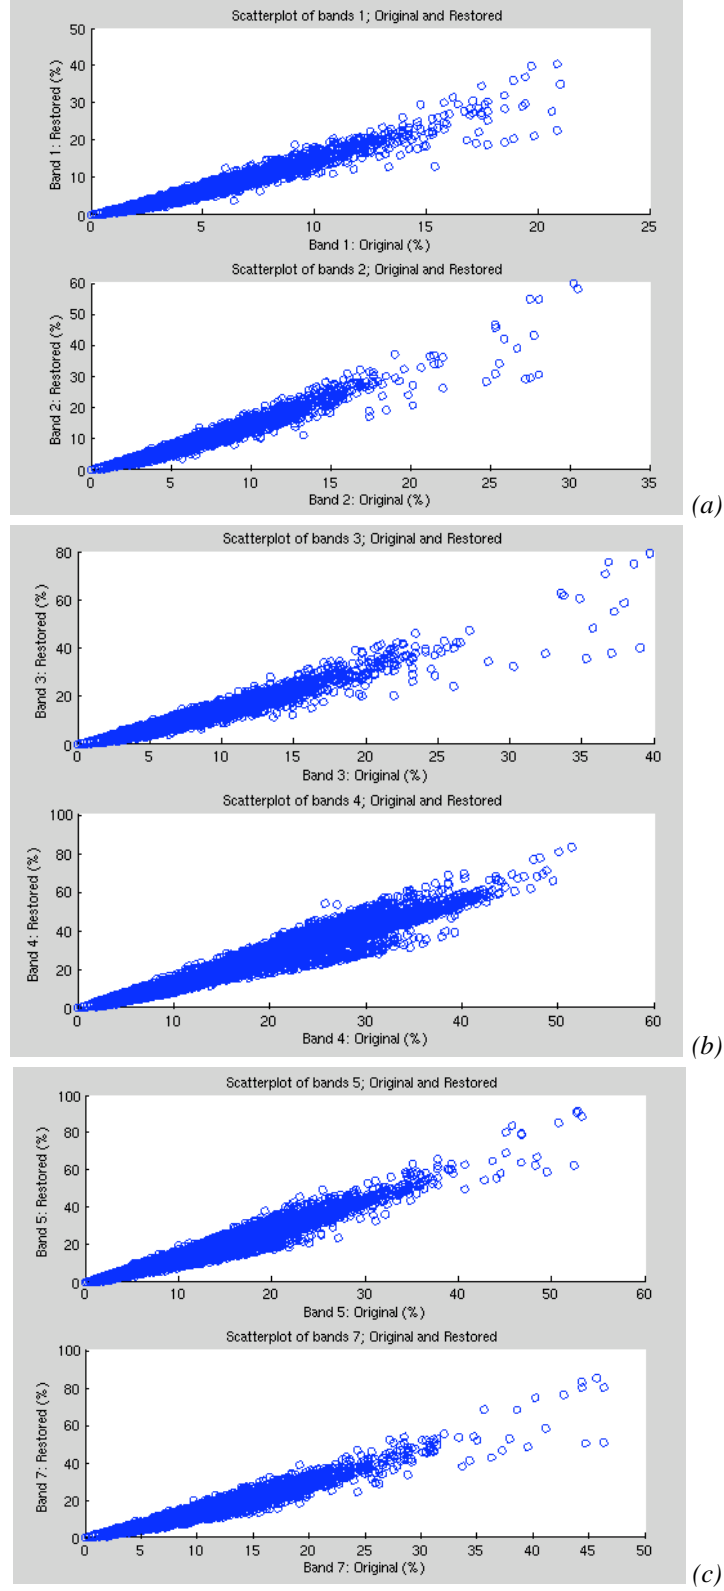 Scatterplot of bands 1; Original and Restored
50
40
30
20
10
0
Band 1: Restored (%)
0 5 10 15 20 25
Band 1: Original (%)
Scatterplot of bands 2; Original and Restored
60
50
40
30
20
10
0
Band 2: Restored (%)
0 5 10 15 20 25 30 35
Band 2: Original (%)
(a)
Scatterplot of bands 3; Original and Restored
80
60
40
20
0
Band 3: Restored (%)
0 5 10 15 20 25 30 35 40
Band 3: Original (%)
Scatterplot of bands 4; Original and Restored
100
80
60
40
20
0
Band 4: Restored (%)
0 10 20 30 40 50 60
Band 4: Original (%)
(b)
Scatterplot of bands 5; Original and Restored
100
80
60
40
20
0
Band 5: Restored (%)
0 10 20 30 40 50 60
Band 5: Original (%)
Scatterplot of bands 7; Original and Restored
100
80
60
40
20
0
Band 7: Restored (%)
0 5 10 15 20 25 30 35 40 45 50
Band 7: Original (%)
(c)